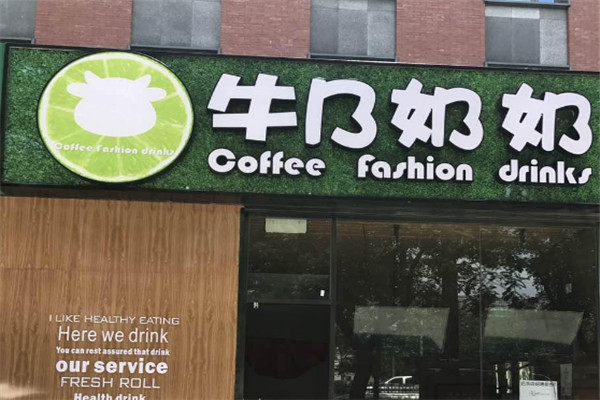 牛乃奶奶
Coffee Fashion drinks
Coffee Fashion drinks
I LIKE HEALTHY EATING
Here we drink
You can rest assured that drink
our service
FRESH ROLL
Health drink